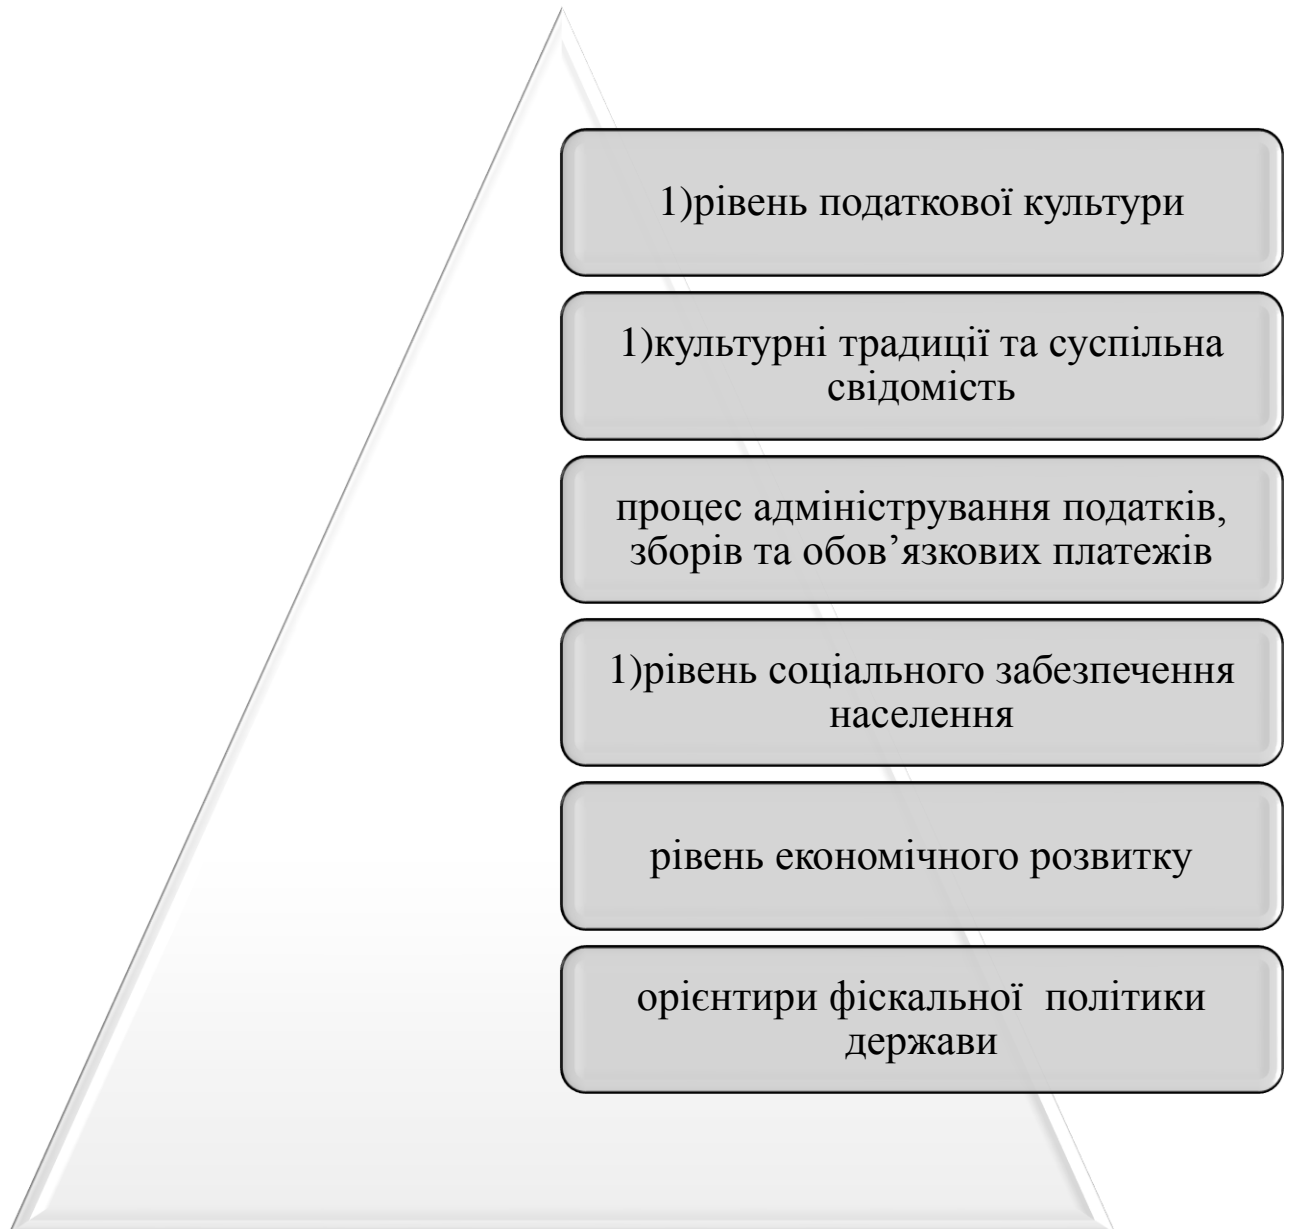 1)рівень податкової культури
1)культурні традиції та суспільна
свідомість
процес адміністрування податків,
зборів та обов’язкових платежів
1)рівень соціального забезпечення
населення
рівень економічного розвитку
орієнтири фіскальної  політики
держави